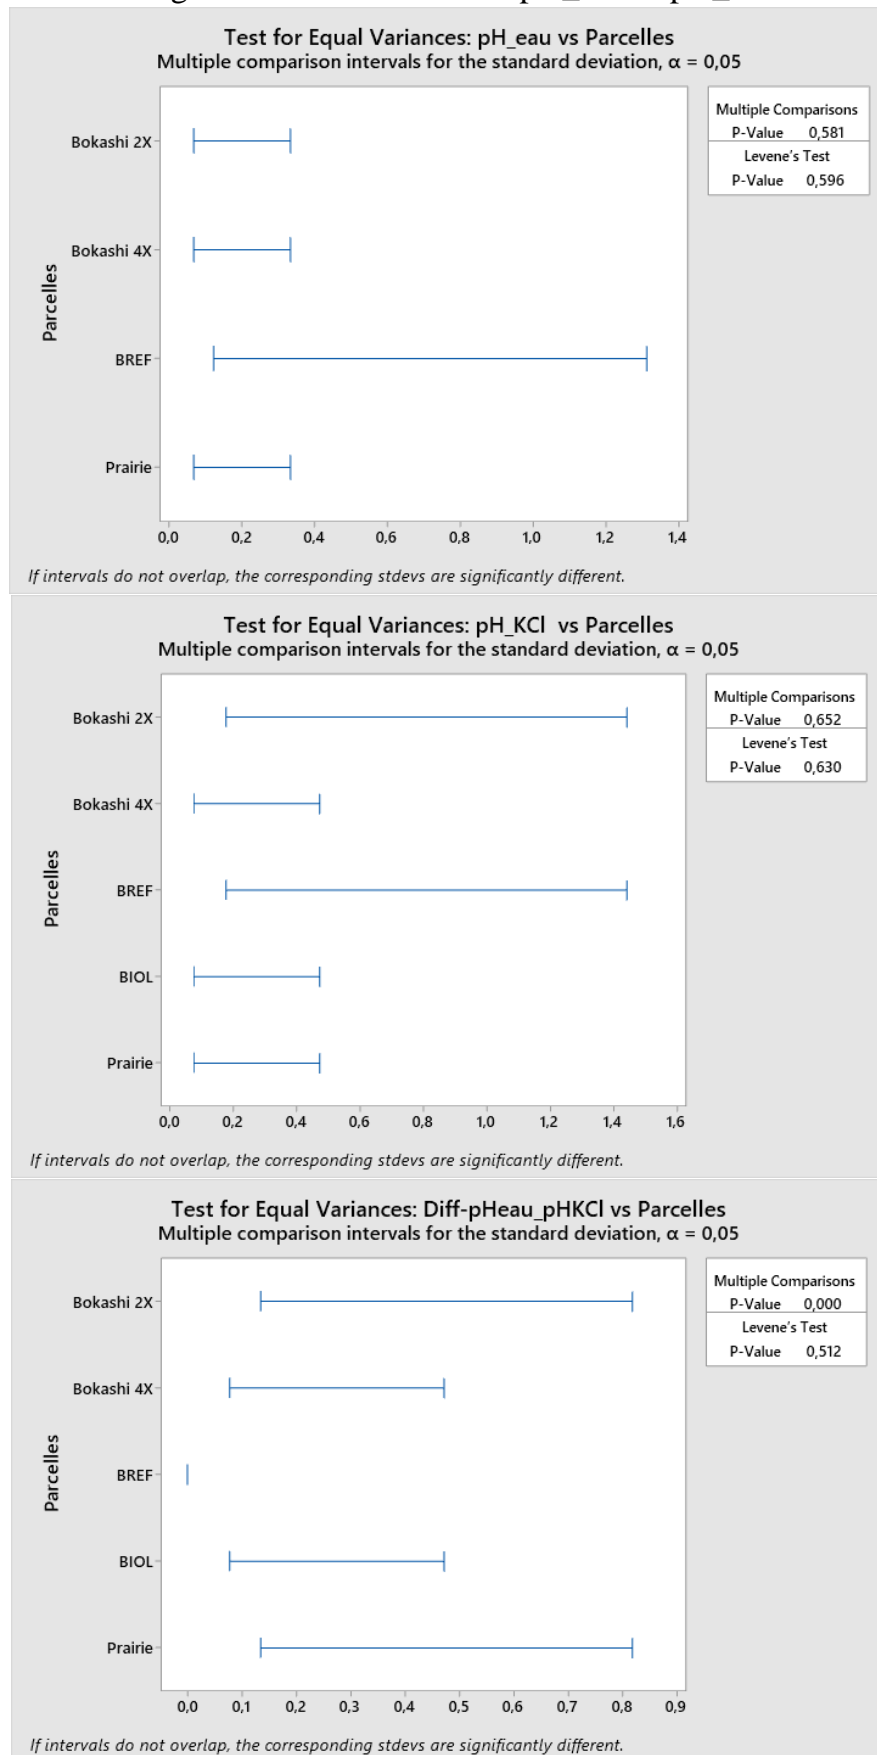 Test for Equal Variances: pH_eau vs Parcelles
Multiple comparison intervals for the standard deviation, α = 0,05
Multiple Comparisons
P-Value 0,581
Levene's Test
P-Value 0,596
Parcelles
Bokashi 2X
Bokashi 4X
BREF
Prairie
0,0 0,2 0,4 0,6 0,8 1,0 1,2 1,4
If intervals do not overlap, the corresponding stdevs are significantly different.
Test for Equal Variances: pH_KCl vs Parcelles
Multiple comparison intervals for the standard deviation, α = 0,05
Multiple Comparisons
P-Value 0,652
Levene's Test
P-Value 0,630
Parcelles
Bokashi 2X
Bokashi 4X
BREF
BIOL
Prairie
0,0 0,2 0,4 0,6 0,8 1,0 1,2 1,4 1,6
If intervals do not overlap, the corresponding stdevs are significantly different.
Test for Equal Variances: Diff-pHeau_pHKCl vs Parcelles
Multiple comparison intervals for the standard deviation, α = 0,05
Multiple Comparisons
P-Value 0,000
Levene's Test
P-Value 0,512
Parcelles
Bokashi 2X
Bokashi 4X
BREF
BIOL
Prairie
0,0 0,1 0,2 0,3 0,4 0,5 0,6 0,7 0,8 0,9
If intervals do not overlap, the corresponding stdevs are significantly different.